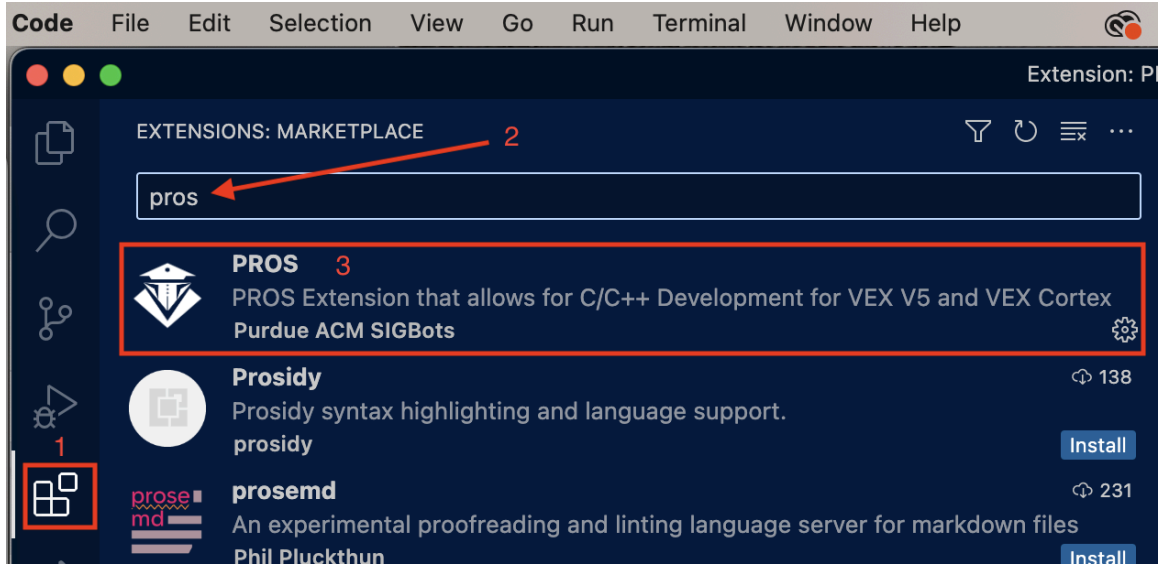 Code File Edit Selection View Go Run Terminal Window Help
Extension: P
EXTENSIONS: MARKETPLACE
2
pros
PROS 3
PROS Extension that allows for C/C++ Development for VEX V5 and VEX Cortex
Purdue ACM SIGBots
Prosidy 138
Prosidy syntax highlighting and language support.
1
prosidy Install
prose
md
prosemd 231
An experimental proofreading and linting language server for markdown files
Phil Pluckthun Install